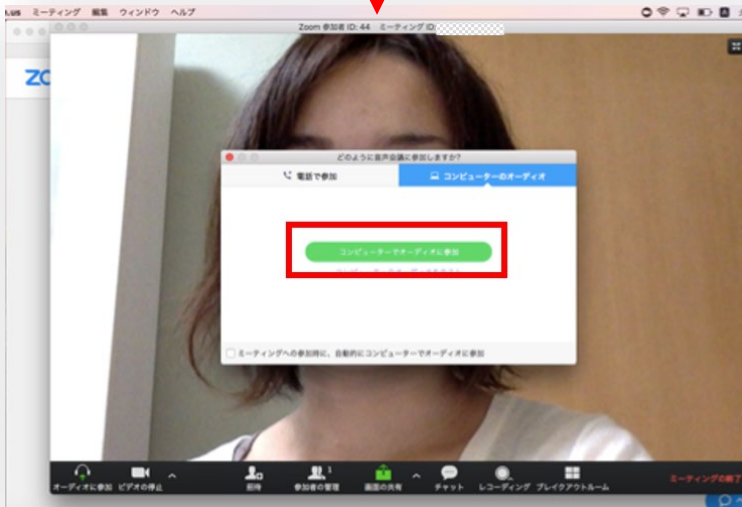 .us ミーティング 編集 ウィンドウ ヘルプ
Zoom 参加者 ID: 44 ミーティング ID:
ZO
どのように音声会議に参加しますか?
電話で参加
コンピューターのオーディオ
コンピューターでオーディオに参加
ミーティングへの参加時に、自動的にコンピューターでオーディオに参加
1
オーディオに参加 ビデオの停止 招待 参加者の管理 画面の共有 チャット レコーディング ブレイクアウトルーム ミーティングの終了